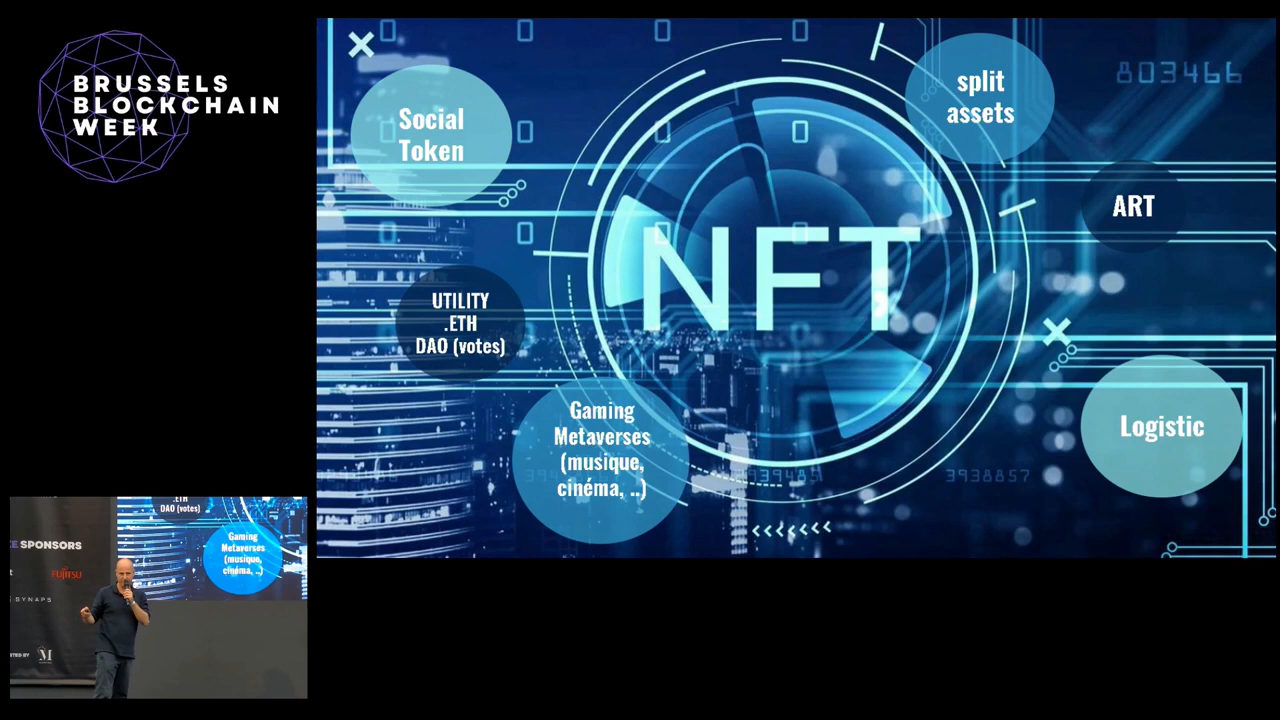 BRUSSELS
BLOCKCHAIN
WEEK
Social
Token
split
assets
803466
ART
NFT
UTILITY
.ETH
DAO (votes)
Gaming
Metaverses
(musique,
cinéma, ..)
Logistic
3938857
.ETH
DAO (votes)
SPONSORS
Gaming
Metaverses
(musique,
cinéma, ..)
FUJITSU
SYNAPS
BY
M